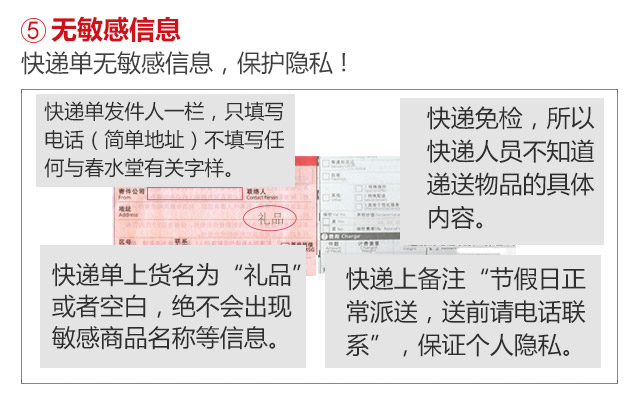 ⑤ 无敏感信息
快递单无敏感信息，保护隐私！
快递单发件人一栏，只填写
电话（简单地址）不填写任
何与春水堂有关字样。
快递免检，所以
快递人员不知道
递送物品的具体
内容。
寄件公司
From
联络人
Contact Person
地址
Address
礼品
区号
联系
Charge
计费重量
快递单上货名为“礼品”
或者空白，绝不会出现
敏感商品名称等信息。
快递上备注“节假日正
常派送，送前请电话联
系”，保证个人隐私。